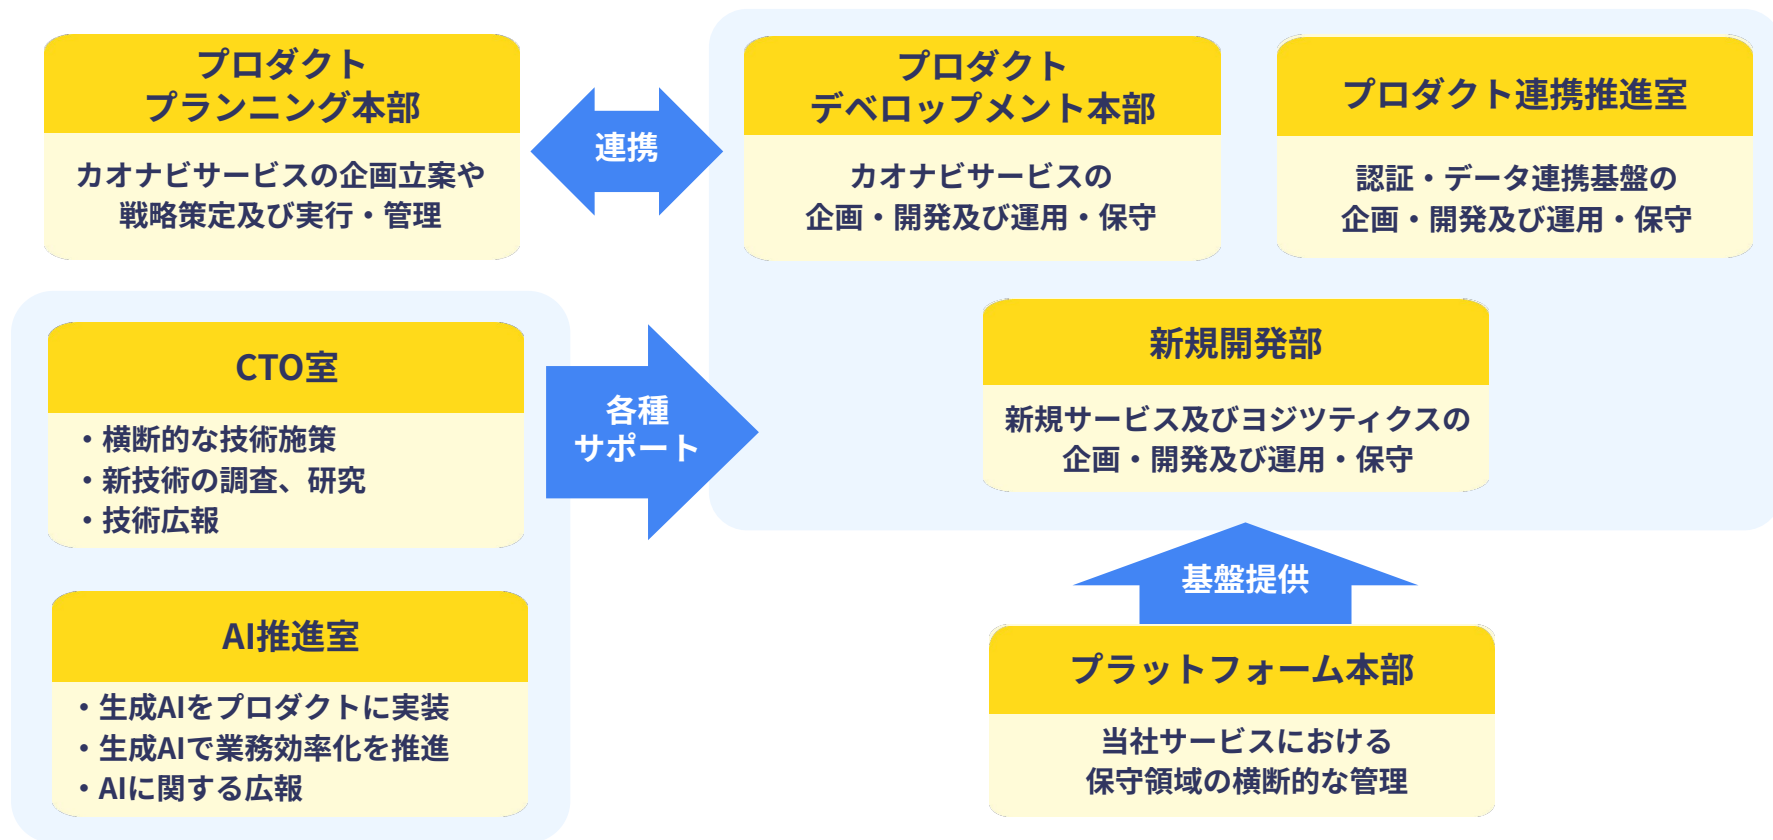 プロダクト
プランニング本部
カオナビサービスの企画立案や
戦略策定及び実行・管理
連携
プロダクト
デベロップメント本部
カオナビサービスの
企画・開発及び運用・保守
プロダクト連携推進室
認証・データ連携基盤の
企画・開発及び運用・保守
CTO室
・横断的な技術施策
・新技術の調査、研究
・技術広報
各種
サポート
新規開発部
新規サービス及びヨジツティクスの
企画・開発及び運用・保守
AI推進室
・生成AIをプロダクトに実装
・生成AIで業務効率化を推進
・AIに関する広報
基盤提供
プラットフォーム本部
当社サービスにおける
保守領域の横断的な管理